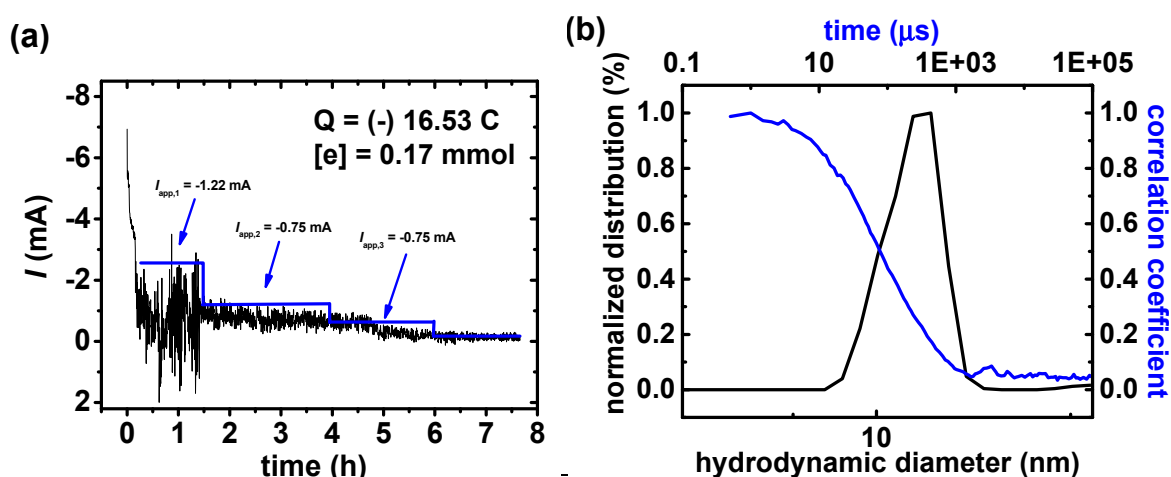 (a)
Q = (-) 16.53 C
[e] = 0.17 mmol
I app,1 = -1.22 mA
I app,2 = -0.75 mA
I app,3 = -0.75 mA
I (mA)
-8
-6
-4
-2
0
2
0 1 2 3 4 5 6 7 8
time (h)
(b)
time (µs)
0.1 10 1E+03 1E+05
normalized distribution (%)
1.0
0.8
0.6
0.4
0.2
0.0
1.0
0.8
0.6
0.4
0.2
0.0
correlation coefficient
10
hydrodynamic diameter (nm)